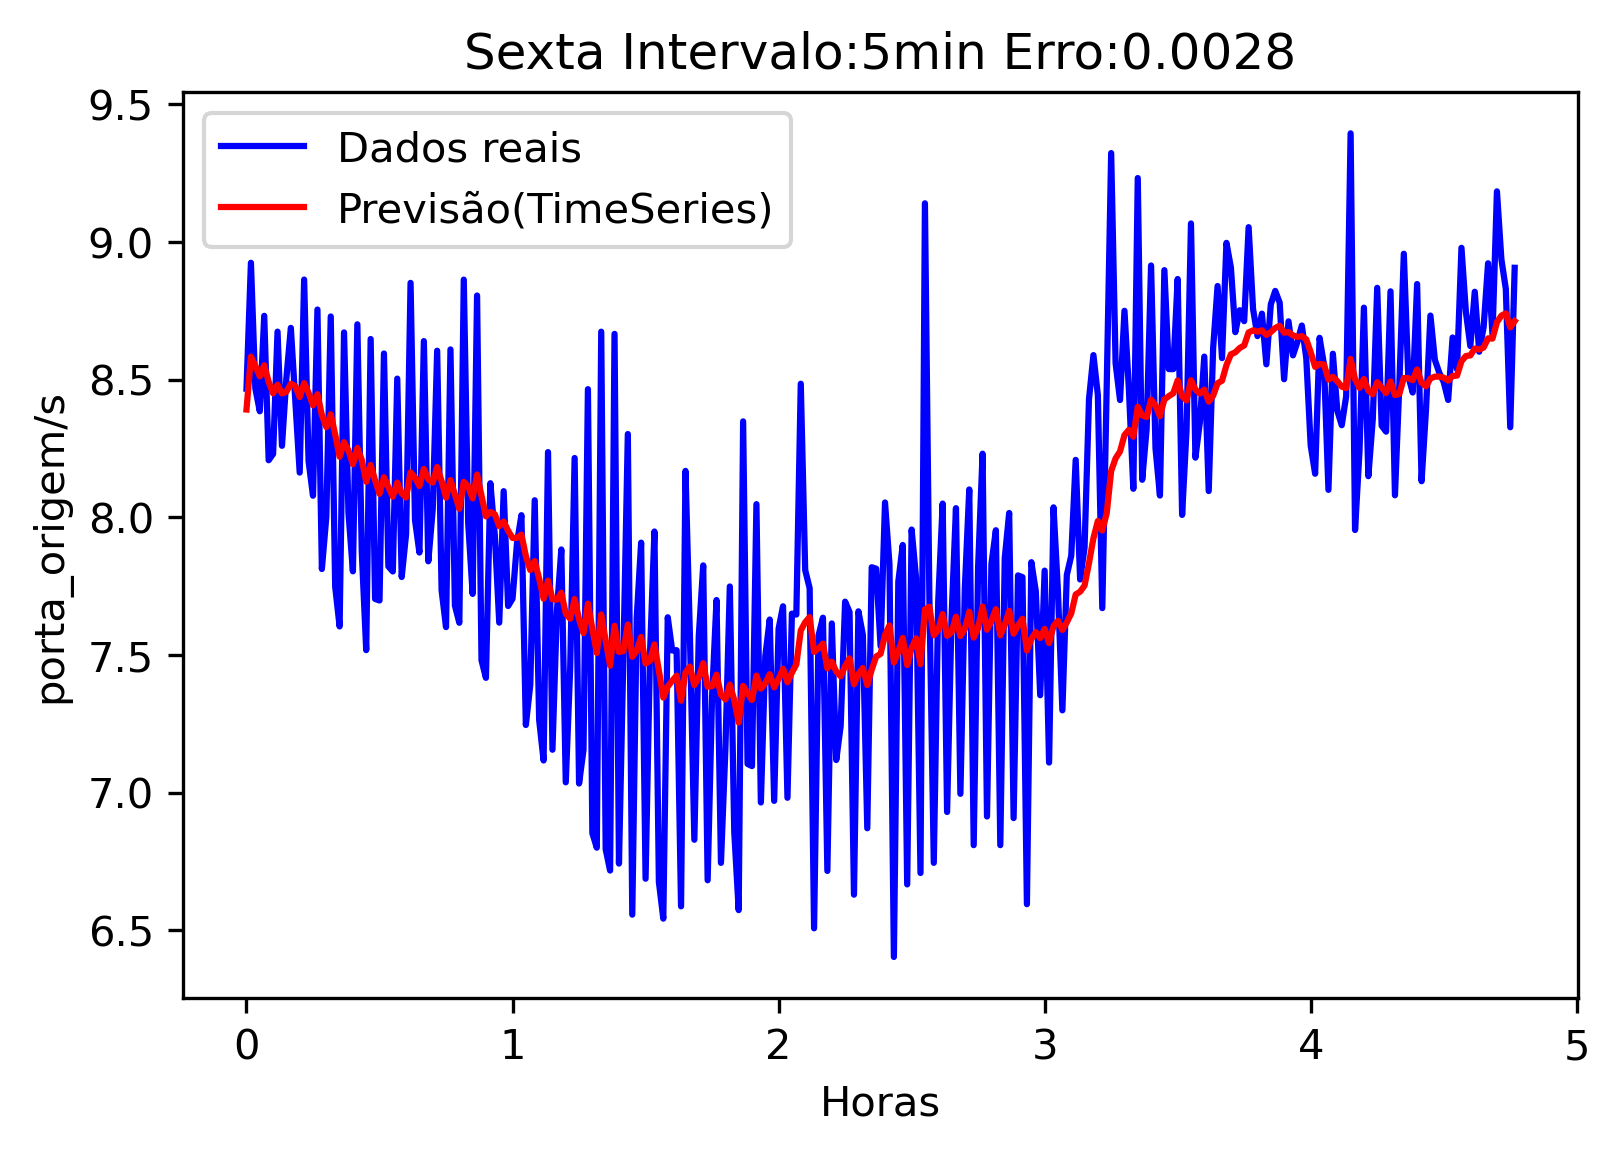 Sexta Intervalo:5min Erro:0.0028
Dados reais
Previsão(TimeSeries)
porta_origem/s
9.5
9.0
8.5
8.0
7.5
7.0
6.5
0 1 2 3 4 5
Horas